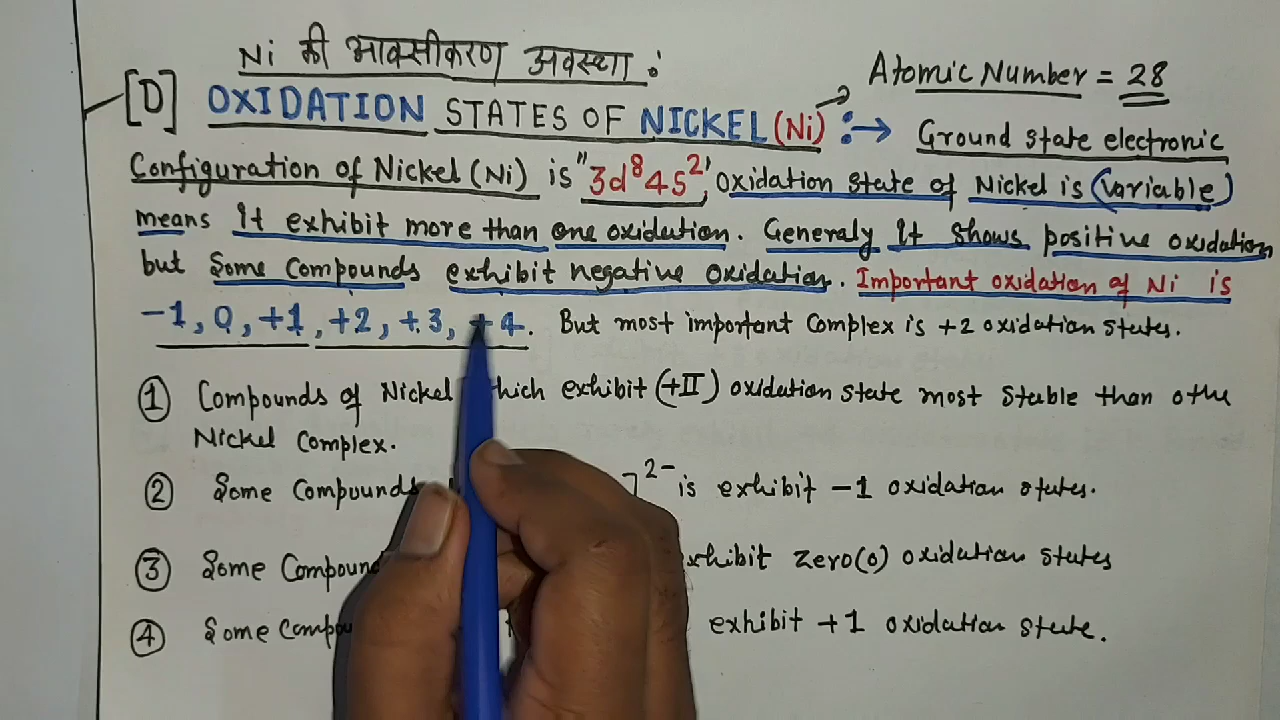 Ni की आक्सीकरण अवस्था :
[D] OXIDATION STATES OF NICKEL (Ni) :→ Atomic Number = 28
Ground state electronic
Configuration of Nickel (Ni) is "3d⁸4s²", Oxidation state of Nickel is (variable)
means It exhibit more than one oxidation. Generaly It shows positive oxidation
but Some Compounds exhibit negative oxidation. Important oxidation of Ni is
-1, 0, +1, +2, +3, +4. But most important Complex is +2 oxidation states.
① Compounds of Nickel which exhibit (+II) oxidation state most stable than othe
Nickel Complex.
② Some Compounds ]²⁻ is exhibit -1 oxidation states.
③ Some Compound exhibit zero(0) oxidation states
④ Some Compou exhibit +1 oxidation state.